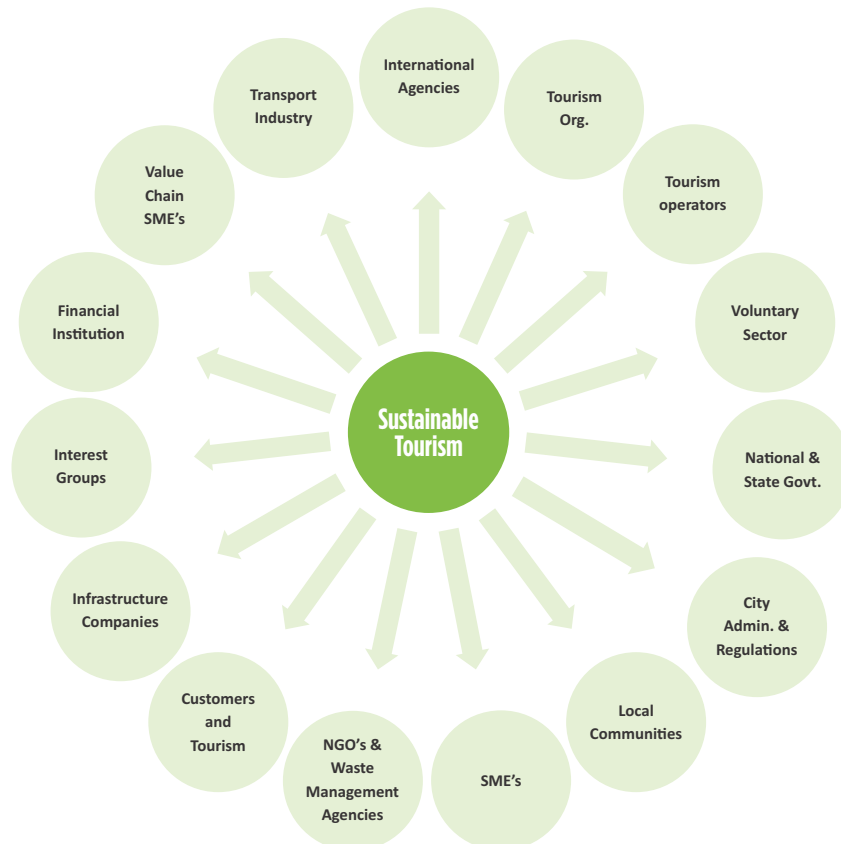 International
Agencies
Tourism
Org.
Tourism
operators
Voluntary
Sector
National &
State Govt.
City
Admin. &
Regulations
Local
Communities
SME's
NGO's &
Waste
Management
Agencies
Customers
and
Tourism
Infrastructure
Companies
Interest
Groups
Financial
Institution
Value
Chain
SME's
Transport
Industry
Sustainable
Tourism